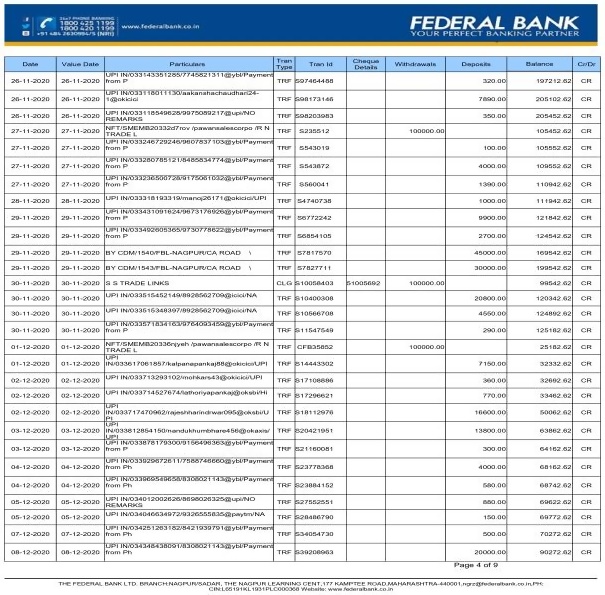 24x7 PHONE BANKING
1800 425 1199
1800 420 1199
+91 484 2630994/5 (NRI)
www.federalbank.co.in
FEDERAL BANK
YOUR PERFECT BANKING PARTNER
Date Value Date Particulars Tran Type Tran Id Cheque Details Withdrawals Deposits Balance Cr/Dr
26-11-2020 26-11-2020 UPI IN/033143351285/7745821311@ybl/Payment from P TRF S97464488 320.00 197212.62 CR
26-11-2020 26-11-2020 UPI IN/033118011130/aakanshachaudhari24-1@okicici TRF S98173146 7890.00 205102.62 CR
26-11-2020 26-11-2020 UPI IN/033118549628/9975089217@upi/NO REMARKS TRF S98203983 350.00 205452.62 CR
27-11-2020 27-11-2020 NFT/SMEMB20332d7rov /pawansalescorpo /R N TRADE L TRF S235512 100000.00 105452.62 CR
27-11-2020 27-11-2020 UPI IN/033246729246/9607837103@ybl/Payment from P TRF S543019 100.00 105552.62 CR
27-11-2020 27-11-2020 UPI IN/033280785121/8485834774@ybl/Payment from P TRF S543872 4000.00 109552.62 CR
27-11-2020 27-11-2020 UPI IN/033236500728/9175061032@ybl/Payment from P TRF S560041 1390.00 110942.62 CR
28-11-2020 28-11-2020 UPI IN/033318193319/manoj26171@okicici/UPI TRF S4740738 1000.00 111942.62 CR
29-11-2020 29-11-2020 UPI IN/033431091624/9673176926@ybl/Payment from P TRF S6772242 9900.00 121842.62 CR
29-11-2020 29-11-2020 UPI IN/033492605365/9730778622@ybl/Payment from P TRF S6854105 2700.00 124542.62 CR
29-11-2020 29-11-2020 BY CDM/1540/FBL-NAGPUR/CA ROAD \ TRF S7817570 45000.00 169542.62 CR
29-11-2020 29-11-2020 BY CDM/1543/FBL-NAGPUR/CA ROAD \ TRF S7827711 30000.00 199542.62 CR
30-11-2020 30-11-2020 S S TRADE LINKS CLG S10058403 51005692 100000.00 99542.62 CR
30-11-2020 30-11-2020 UPI IN/033515452149/8928562709@icici/NA TRF S10400308 20800.00 120342.62 CR
30-11-2020 30-11-2020 UPI IN/033515348397/8928562709@icici/NA TRF S10566708 4550.00 124892.62 CR
30-11-2020 30-11-2020 UPI IN/033571834163/9764093459@ybl/Payment from P TRF S11547549 290.00 125182.62 CR
01-12-2020 01-12-2020 NFT/SMEMB20336njyeh /pawansalescorpo /R N TRADE L TRF CFB35852 100000.00 25182.62 CR
01-12-2020 01-12-2020 UPI IN/033617061857/kalpanapankaj88@okicici/UPI TRF S14443302 7150.00 32332.62 CR
02-12-2020 02-12-2020 UPI IN/033713293102/mohkars43@okicici/UPI TRF S17108886 360.00 32692.62 CR
02-12-2020 02-12-2020 UPI IN/033714527674/lathoriyapankaj@oksbi/Hi TRF S17296621 770.00 33462.62 CR
02-12-2020 02-12-2020 UPI IN/033717470962/rajeshharindrwar095@oksbi/UPI TRF S18112976 16600.00 50062.62 CR
03-12-2020 03-12-2020 UPI IN/033812854150/nandukhumbhare456@okaxis/UPI TRF S20421951 13800.00 63862.62 CR
03-12-2020 03-12-2020 UPI IN/033878179300/9156496363@ybl/Payment from P TRF S21160081 300.00 64162.62 CR
04-12-2020 04-12-2020 UPI IN/033929672611/7588746660@ybl/Payment from Ph TRF S23778368 4000.00 68162.62 CR
04-12-2020 04-12-2020 UPI IN/033969549658/8308021143@ybl/Payment from Ph TRF S23884152 580.00 68742.62 CR
05-12-2020 05-12-2020 UPI IN/034012002626/8698026325@upi/NO REMARKS TRF S27552551 880.00 69622.62 CR
05-12-2020 05-12-2020 UPI IN/034046634972/9326555835@paytm/NA TRF S28486790 150.00 69772.62 CR
07-12-2020 07-12-2020 UPI IN/034251263182/8421939791@ybl/Payment from Ph TRF S34054730 500.00 70272.62 CR
08-12-2020 08-12-2020 UPI IN/034348438091/8308021143@ybl/Payment from Ph TRF S39208963 20000.00 90272.62 CR
Page 4 of 9
THE FEDERAL BANK LTD. BRANCH:NAGPUR/SADAR, THE NAGPUR LEARNING CENT,177 KAMPTEE ROAD,MAHARASHTRA-440001,ngrz@federalbank.co.in,PH:
CIN:L65191KL1931PLC000368 Website: www.federalbank.co.in